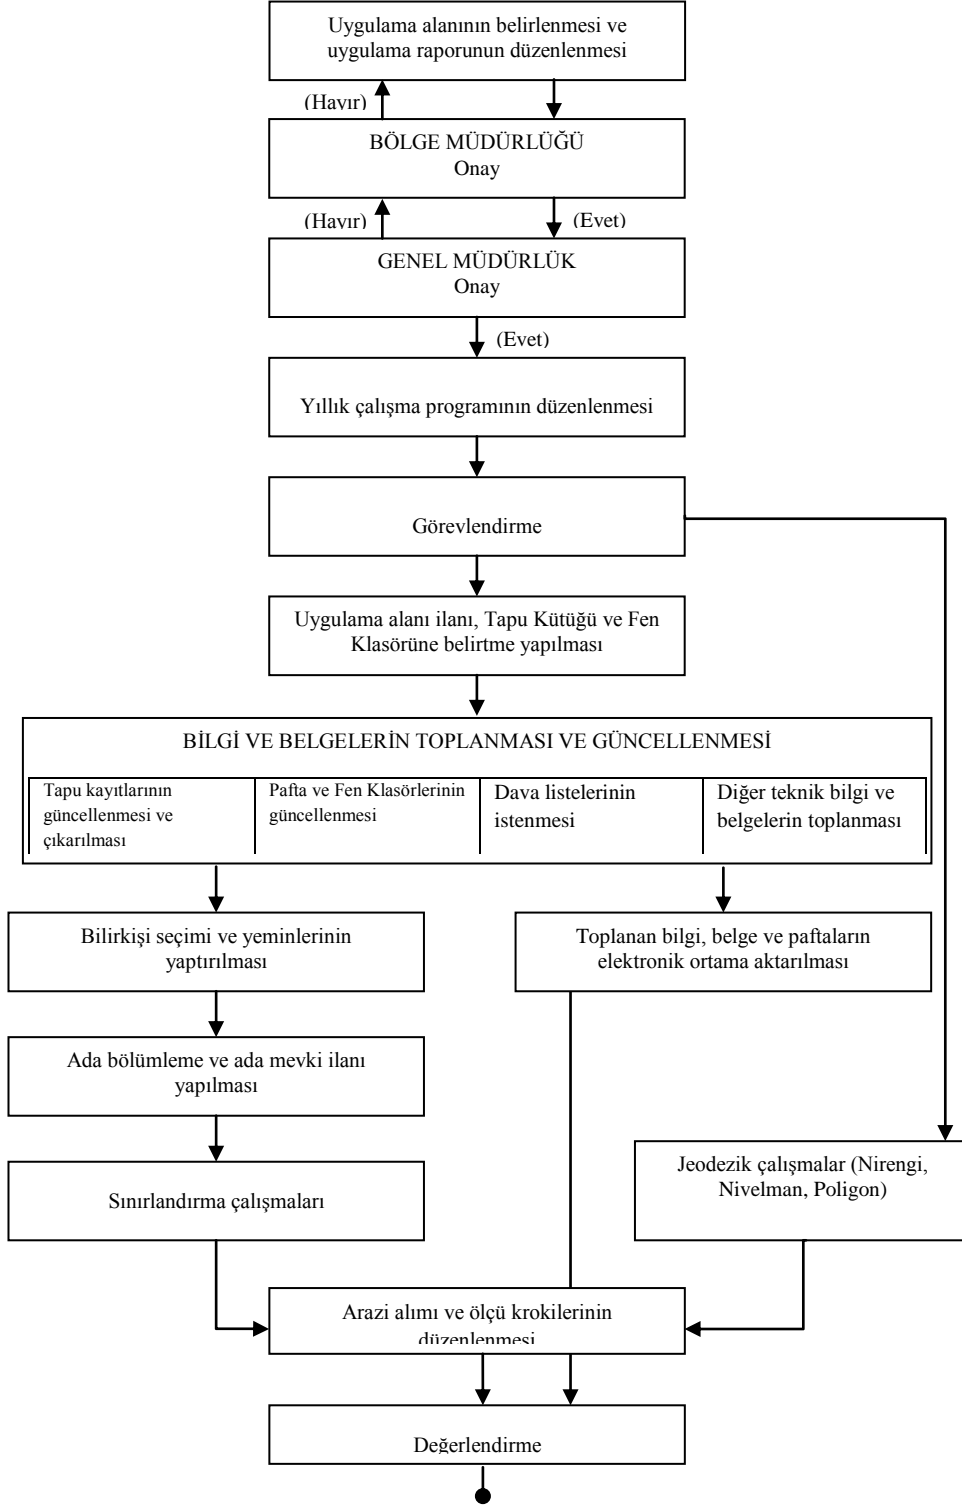 Uygulama alanının belirlenmesi ve
uygulama raporunun düzenlenmesi
(Hayır)
BÖLGE MÜDÜRLÜĞÜ
Onay
(Hayır)
(Evet)
GENEL MÜDÜRLÜK
Onay
(Evet)
Yıllık çalışma programının düzenlenmesi
Görevlendirme
Uygulama alanı ilanı, Tapu Kütüğü ve Fen
Klasörüne belirtme yapılması
BİLGİ VE BELGELERİN TOPLANMASI VE GÜNCELLENMESİ
Tapu kayıtlarının
güncellenmesi ve
çıkarılması
Pafta ve Fen Klasörlerinin
güncellenmesi
Dava listelerinin
istenmesi
Diğer teknik bilgi ve
belgelerin toplanması
Bilirkişi seçimi ve yeminlerinin
yaptırılması
Toplanan bilgi, belge ve paftaların
elektronik ortama aktarılması
Ada bölümleme ve ada mevki ilanı
yapılması
Sınırlandırma çalışmaları
Jeodezik çalışmalar (Nirengi,
Nivelman, Poligon)
Arazi alımı ve ölçü krokilerinin
düzenlenmesi
Değerlendirme